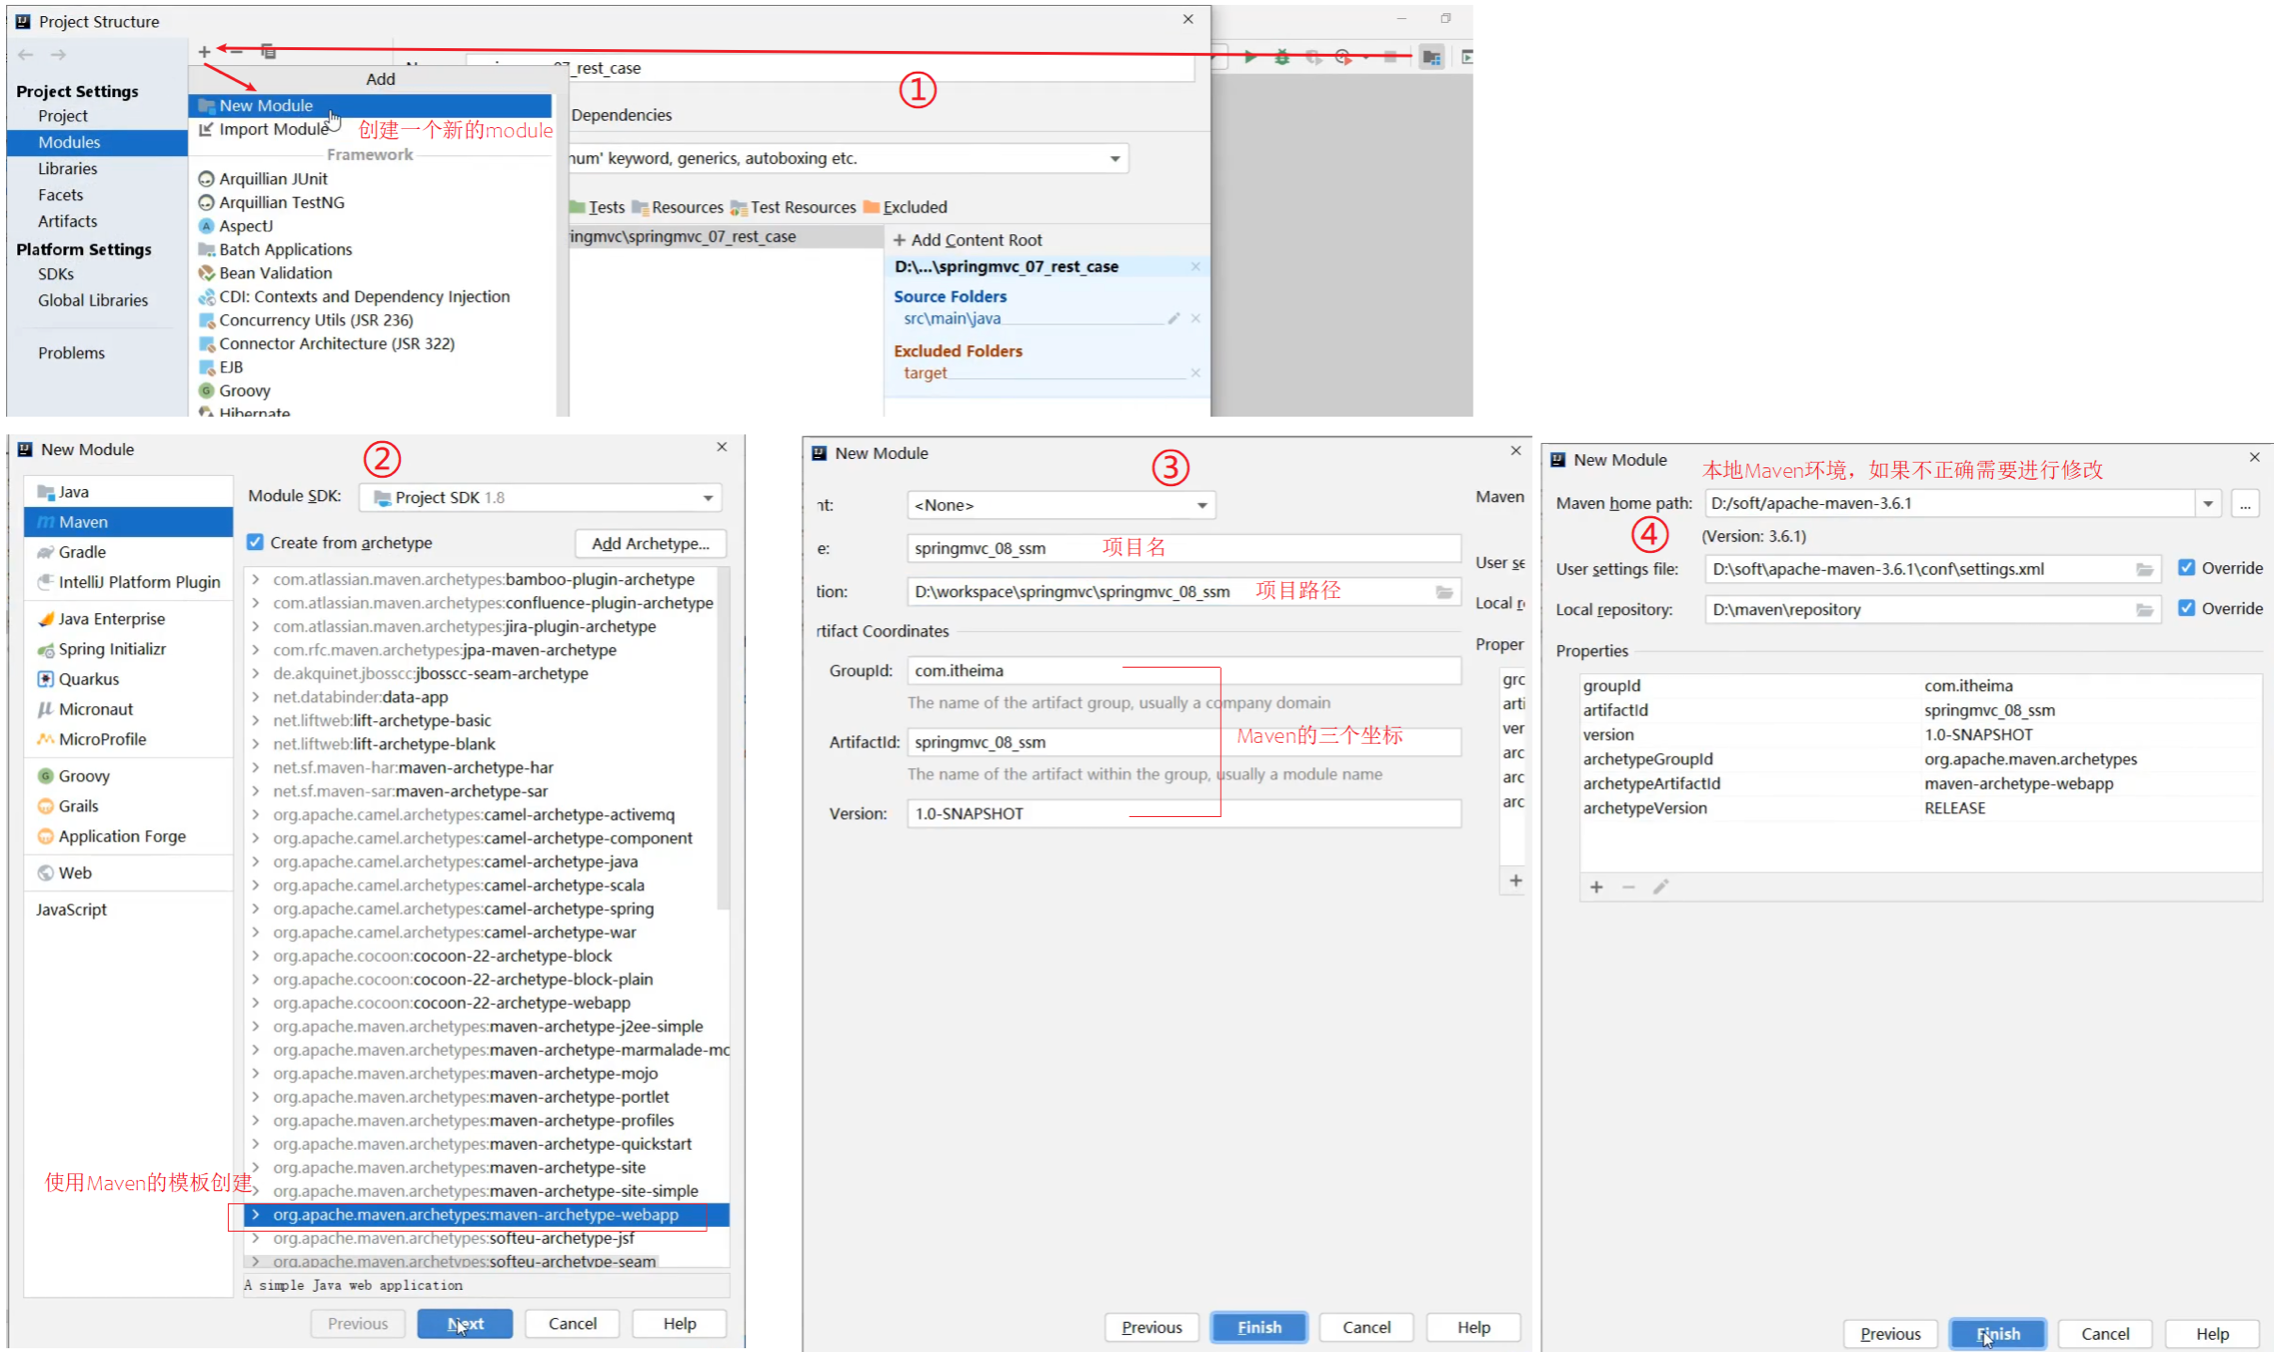 Project Structure
Add
New Module
Import Module
创建一个新的module
Framework
Arquillian JUnit
Arquillian TestNG
AspectJ
Batch Applications
Bean Validation
CDI: Contexts and Dependency Injection
Concurrency Utils (JSR 236)
Connector Architecture (JSR 322)
EJB
Groovy
Hibernate
Project Settings
Project
Modules
Libraries
Facets
Artifacts
Platform Settings
SDKs
Global Libraries
Problems
07_rest_case
①
Dependencies
num' keyword, generics, autoboxing etc.
Tests Resources Test Resources Excluded
ingmvc\springmvc_07_rest_case
+ Add Content Root
D:\...\springmvc_07_rest_case
Source Folders
src\main\java
Excluded Folders
target
New Module
②
Java
Maven
Gradle
IntelliJ Platform Plugin
Java Enterprise
Spring Initializr
Quarkus
Micronaut
MicroProfile
Groovy
Grails
Application Forge
Web
JavaScript
Module SDK: Project SDK 1.8
Create from archetype Add Archetype...
com.atlassian.maven.archetypes:bamboo-plugin-archetype
com.atlassian.maven.archetypes:confluence-plugin-archetype
com.atlassian.maven.archetypes:jira-plugin-archetype
com.rfc.maven.archetypes:jpa-maven-archetype
de.akquinet.jbosscc:jbosscc-seam-archetype
net.databinder:data-app
net.liftweb:lift-archetype-basic
net.liftweb:lift-archetype-blank
net.sf.maven-har:maven-archetype-har
net.sf.maven-sar:maven-archetype-sar
org.apache.camel.archetypes:camel-archetype-activemq
org.apache.camel.archetypes:camel-archetype-component
org.apache.camel.archetypes:camel-archetype-java
org.apache.camel.archetypes:camel-archetype-scala
org.apache.camel.archetypes:camel-archetype-spring
org.apache.camel.archetypes:camel-archetype-war
org.apache.cocoon:cocoon-22-archetype-block
org.apache.cocoon:cocoon-22-archetype-block-plain
org.apache.cocoon:cocoon-22-archetype-webapp
org.apache.maven.archetypes:maven-archetype-j2ee-simple
org.apache.maven.archetypes:maven-archetype-marmalade-mo
org.apache.maven.archetypes:maven-archetype-mojo
org.apache.maven.archetypes:maven-archetype-portlet
org.apache.maven.archetypes:maven-archetype-profiles
org.apache.maven.archetypes:maven-archetype-quickstart
org.apache.maven.archetypes:maven-archetype-site
org.apache.maven.archetypes:maven-archetype-site-simple
使用Maven的模板创建
org.apache.maven.archetypes:maven-archetype-webapp
org.apache.maven.archetypes:softeu-archetype-jsf
org.apache.maven.archetypes:softeu-archetype-seam
A simple Java web application
Previous Next Cancel Help
New Module
③
nt: <None>
e: springmvc_08_ssm 项目名
tion: D:\workspace\springmvc\springmvc_08_ssm 项目路径
rtifact Coordinates
GroupId: com.itheima
The name of the artifact group, usually a company domain
ArtifactId: springmvc_08_ssm
Maven的三个坐标
The name of the artifact within the group, usually a module name
Version: 1.0-SNAPSHOT
Maven
User se
Local r
Proper
gro
arti
ver
arc
arc
arc
Previous Finish Cancel Help
New Module
本地Maven环境，如果不正确需要进行修改
Maven home path: D:/soft/apache-maven-3.6.1 ...
④
(Version: 3.6.1)
User settings file: D:\soft\apache-maven-3.6.1\conf\settings.xml Override
Local repository: D:\maven\repository Override
Properties
groupId com.itheima
artifactId springmvc_08_ssm
version 1.0-SNAPSHOT
archetypeGroupId org.apache.maven.archetypes
archetypeArtifactId maven-archetype-webapp
archetypeVersion RELEASE
Previous Finish Cancel Help